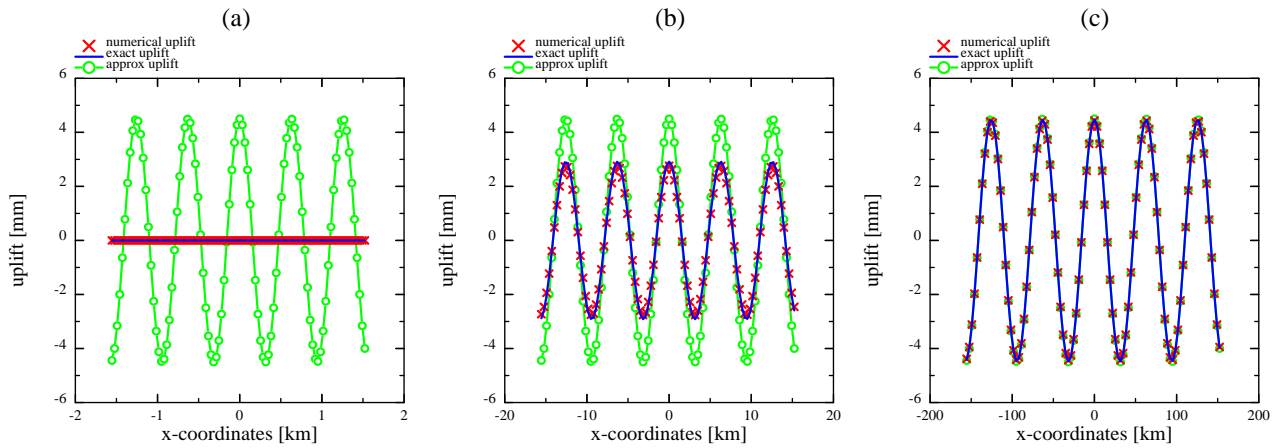 (a)
numerical uplift
exact uplift
approx uplift
6
4
2
0
-2
-4
-6
uplift [mm]
-2
-1
0
1
2
x-coordinates [km]
(b)
numerical uplift
exact uplift
approx uplift
6
4
2
0
-2
-4
-6
uplift [mm]
-20
-10
0
10
20
x-coordinates [km]
(c)
numerical uplift
exact uplift
approx uplift
6
4
2
0
-2
-4
-6
uplift [mm]
-200
-100
0
100
200
x-coordinates [km]